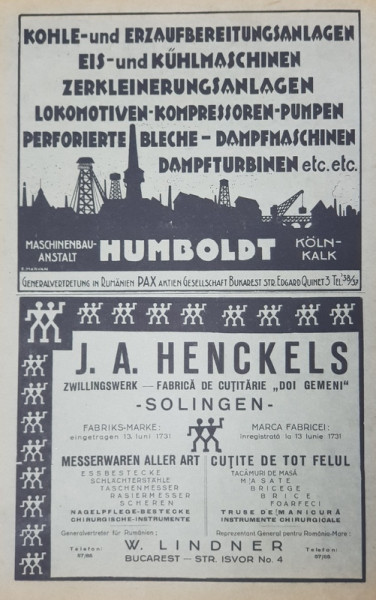 KOHLE-und ERZAUFBEREITUNGSANLAGEN
EIS-und KÜHLMASCHINEN
ZERKLEINERUNGSANLAGEN
LOKOMOTIVEN-KOMPRESSOREN-PUMPEN
PERFORIERTE BLECHE - DAMPFMASCHINEN
DAMPFTURBINEN etc.etc.
MASCHINENBAU-ANSTALT HUMBOLDT KÖLN-KALK
GENERALVERTRETUNG IN RUMÄNIEN PAX AKTIEN GESELLSCHAFT BUKAREST STR. EDGARD QUINET 3 TEL:
J. A. HENCKELS
ZWILLINGSWERK — FABRICĂ DE CUȚITĂRIE „DOI GEMENI"
- SOLINGEN -
FABRIKS-MARKE: MARCA FABRICEI:
eingetragen 13. Iuni 1731 înregistrată la 13 Iunie 1731
MESSERWAREN ALLER ART CUȚITE DE TOT FELUL
ESSBESTECKE TACÂMURI DE MASĂ
SCHLACHTERSTÄHLE MASATE
TASCHENMESSER BRICEGE
RASIERMESSER BRICE
SCHEREN FOARFECI
NAGELPFLEGE-BESTECKE TRUSE DE MANICURĂ
CHIRURGISCHE-INSTRUMENTE INSTRUMENTE CHIRURGICALE
Generalvertreter für Rumänien; Reprezentant General pentru România-Mare:
Telefon: W. LINDNER Telefon:
BUCAREST — STR. ISVOR No. 4